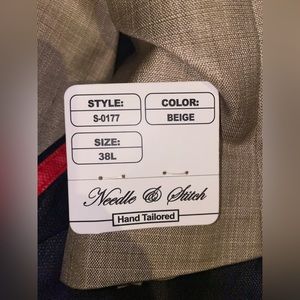 STYLE:
S-0177
COLOR:
BEIGE
SIZE:
38L
Needle & Stitch
Hand Tailored